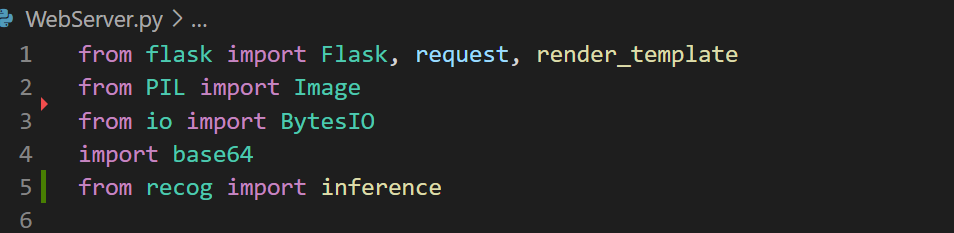 WebServer.py > ...
1 from flask import Flask, request, render_template
2 from PIL import Image
3 from io import BytesIO
4 import base64
5 from recog import inference
6